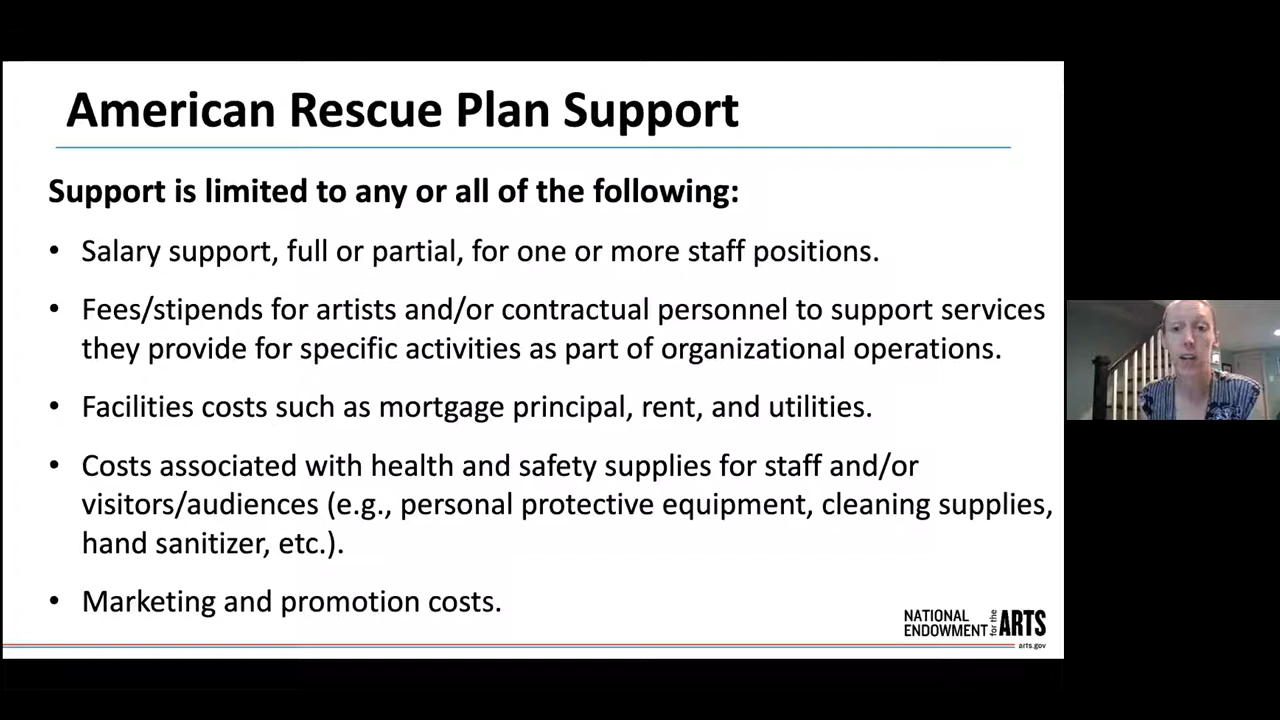 American Rescue Plan Support
Support is limited to any or all of the following:
• Salary support, full or partial, for one or more staff positions.
• Fees/stipends for artists and/or contractual personnel to support services
they provide for specific activities as part of organizational operations.
• Facilities costs such as mortgage principal, rent, and utilities.
• Costs associated with health and safety supplies for staff and/or
visitors/audiences (e.g., personal protective equipment, cleaning supplies,
hand sanitizer, etc.).
• Marketing and promotion costs.
NATIONAL
ENDOWMENT for the ARTS
arts.gov